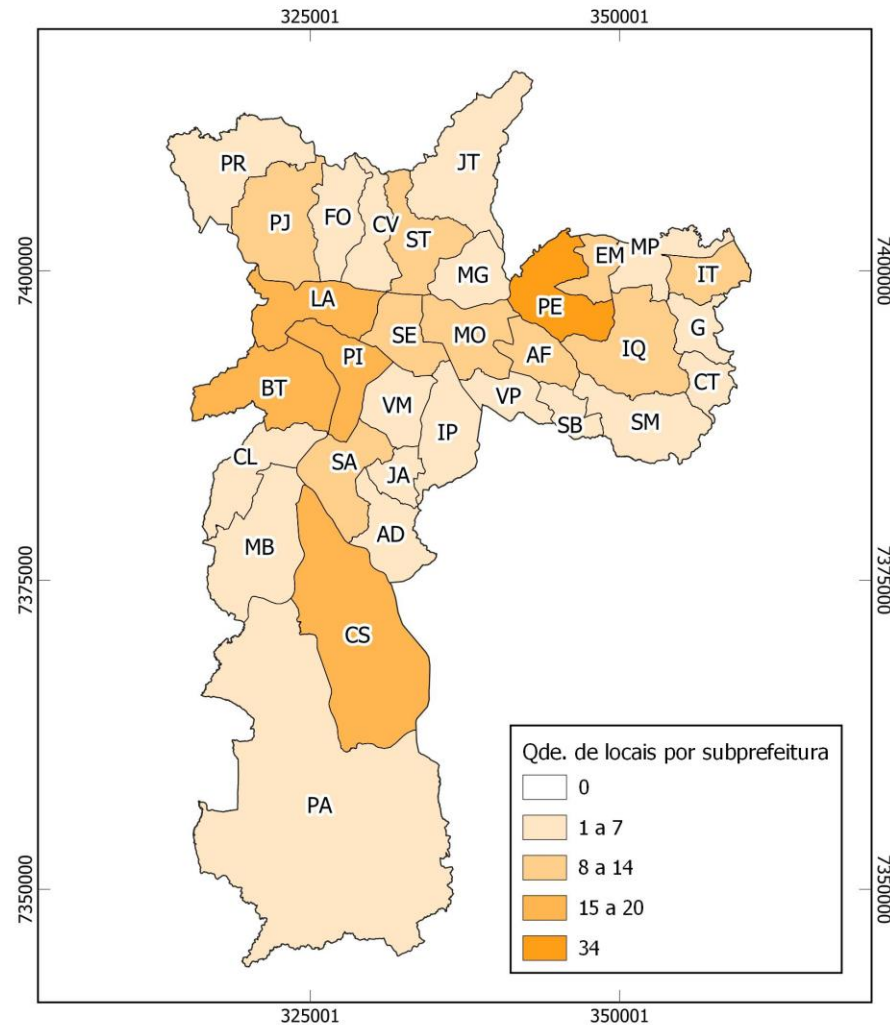 325001
350001
JT
PR
FO
PJ
CV
ST
MP
EM
MG
IT
7400000
7400000
LA
PE
G
SE
MO
IQ
PI
AF
CT
BT
VP
VM
SB
SM
IP
CL
SA
JA
AD
MB
7375000
7375000
CS
Qde. de locais por subprefeitura
0
1 a 7
PA
8 a 14
7350000
7350000
15 a 20
34
325001
350001